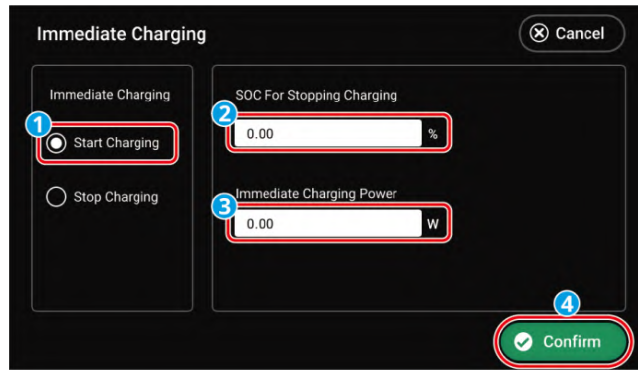 Immediate Charging
Cancel
Immediate Charging
1
Start Charging
Stop Charging
SOC For Stopping Charging
2
0.00 %
Immediate Charging Power
3
0.00 W
4
Confirm